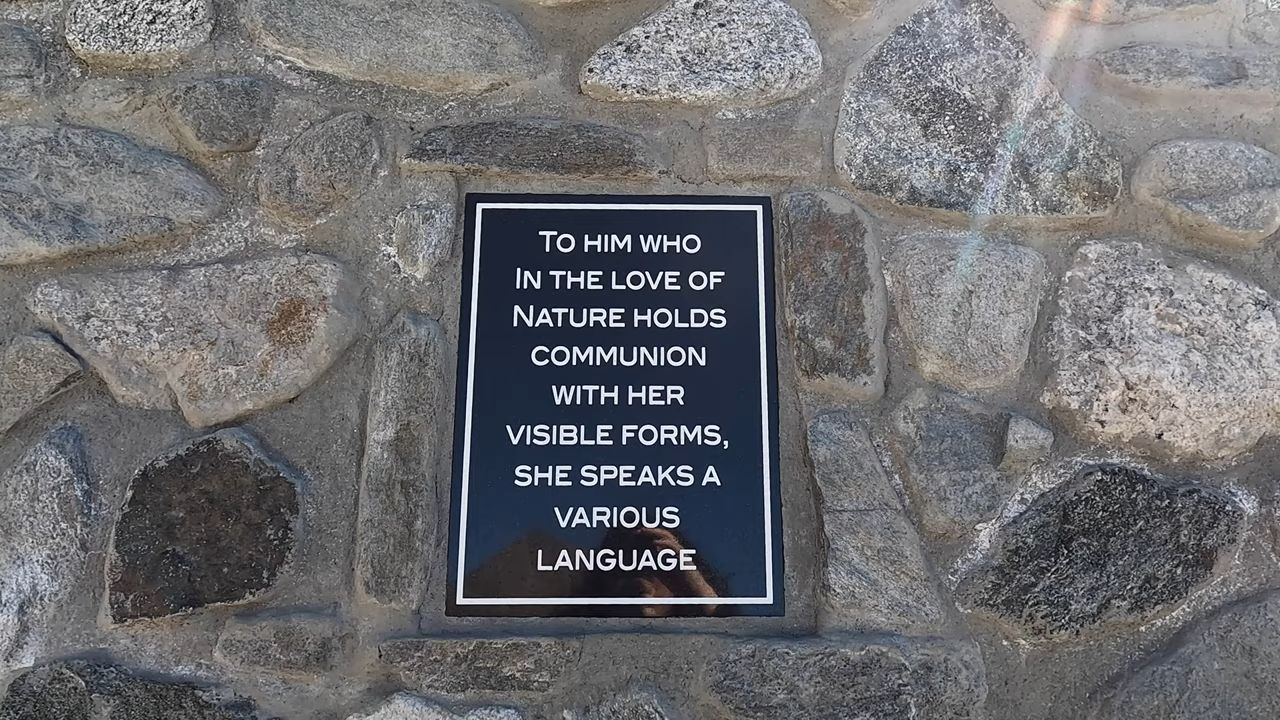 To him who
In the love of
Nature holds
communion
with her
visible forms,
she speaks a
various
language